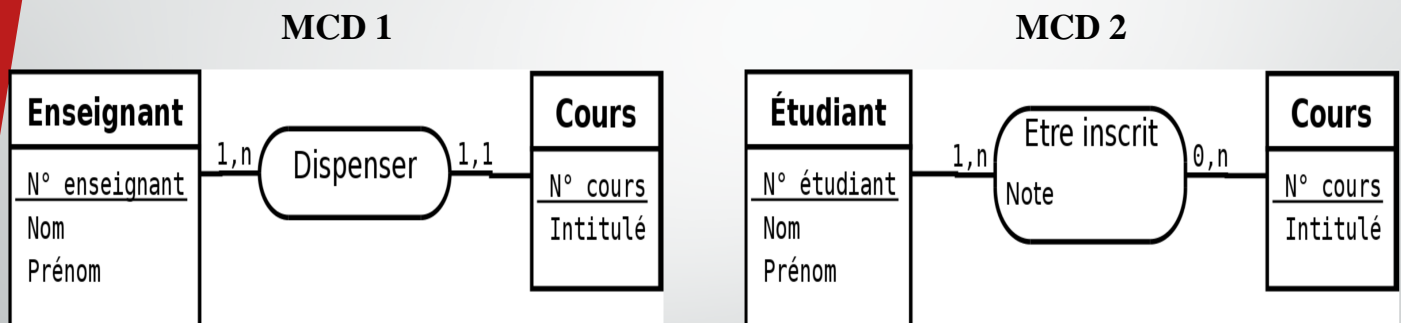 MCD 1
Enseignant
N° enseignant
Nom
Prénom
1,n
Dispenser
1,1
Cours
N° cours
Intitulé
MCD 2
Étudiant
N° étudiant
Nom
Prénom
1,n
Etre inscrit
Note
0,n
Cours
N° cours
Intitulé